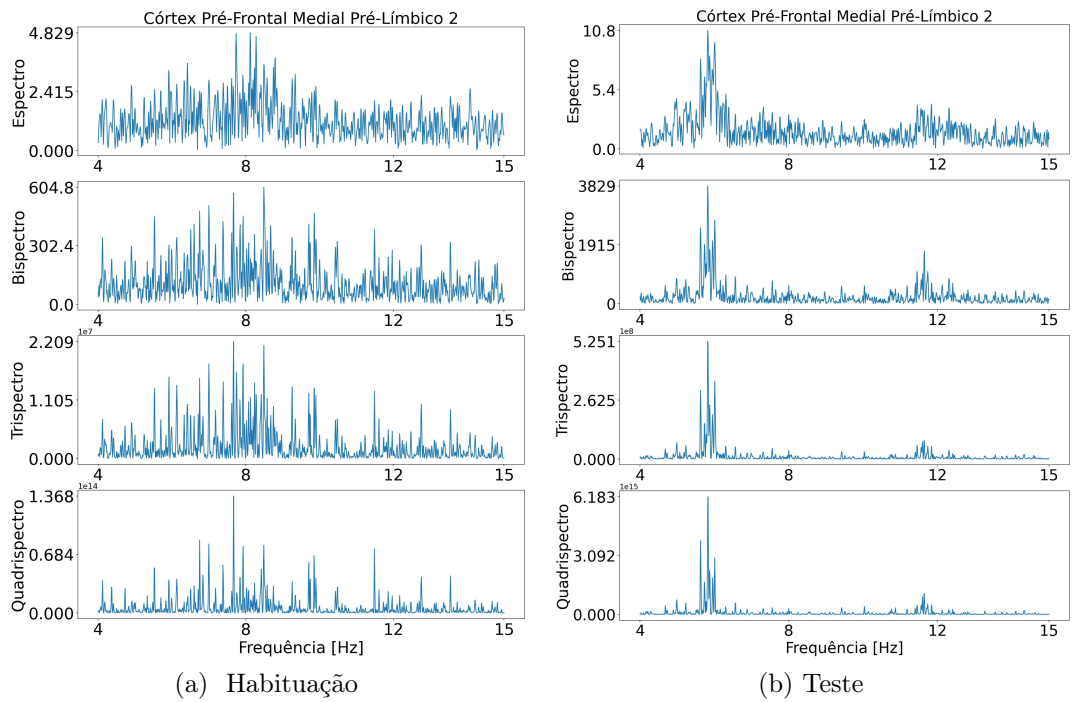 Córtex Pré-Frontal Medial Pré-Límbico 2
4.829
2.415
0.000
Espectro
4 8 12 15
604.8
302.4
0.0
Bispectro
4 8 12 15
1e7
2.209
1.105
0.000
Trispectro
4 8 12 15
1e14
1.368
0.684
0.000
Quadrispectro
4 8 12 15
Frequência [Hz]
(a) Habituação
Córtex Pré-Frontal Medial Pré-Límbico 2
10.8
5.4
0.0
Espectro
4 8 12 15
3829
1915
0
Bispectro
4 8 12 15
1e8
5.251
2.625
0.000
Trispectro
4 8 12 15
1e15
6.183
3.092
0.000
Quadrispectro
4 8 12 15
Frequência [Hz]
(b) Teste